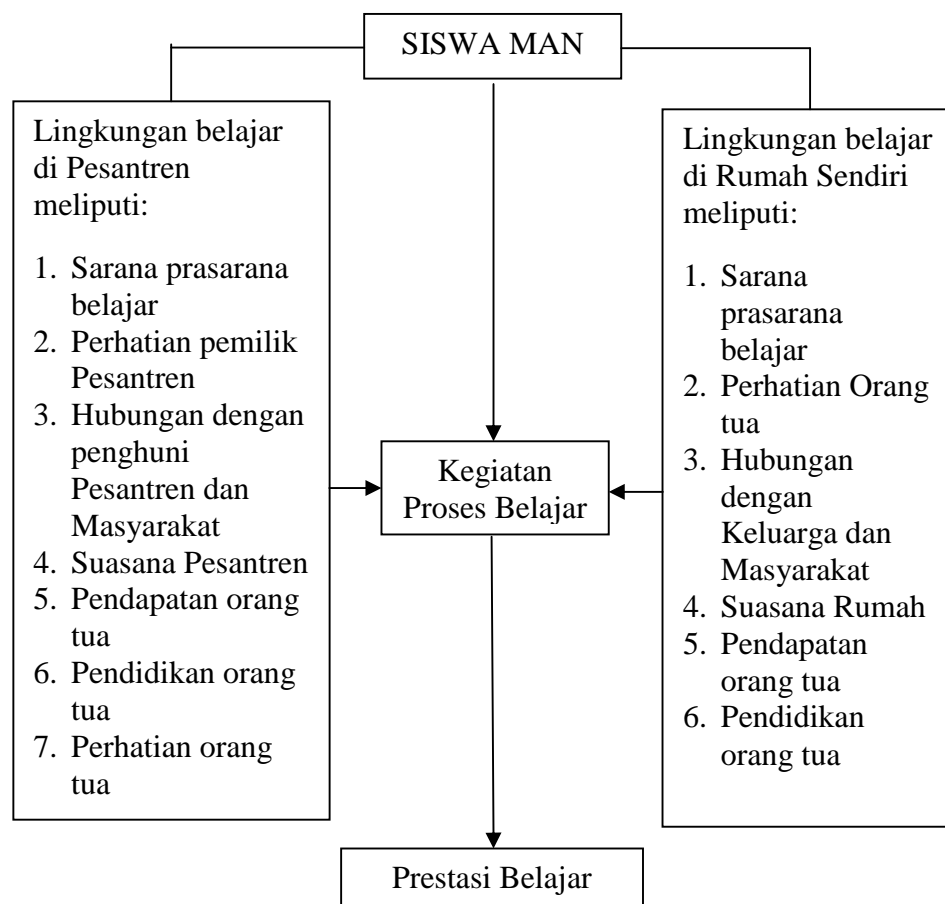 SISWA MAN
Lingkungan belajar
di Pesantren
meliputi:
1. Sarana prasarana
belajar
2. Perhatian pemilik
Pesantren
3. Hubungan dengan
penghuni
Pesantren dan
Masyarakat
4. Suasana Pesantren
5. Pendapatan orang
tua
6. Pendidikan orang
tua
7. Perhatian orang
tua
Kegiatan
Proses Belajar
Lingkungan belajar
di Rumah Sendiri
meliputi:
1. Sarana
prasarana
belajar
2. Perhatian Orang
tua
3. Hubungan
dengan
Keluarga dan
Masyarakat
4. Suasana Rumah
5. Pendapatan
orang tua
6. Pendidikan
orang tua
Prestasi Belajar